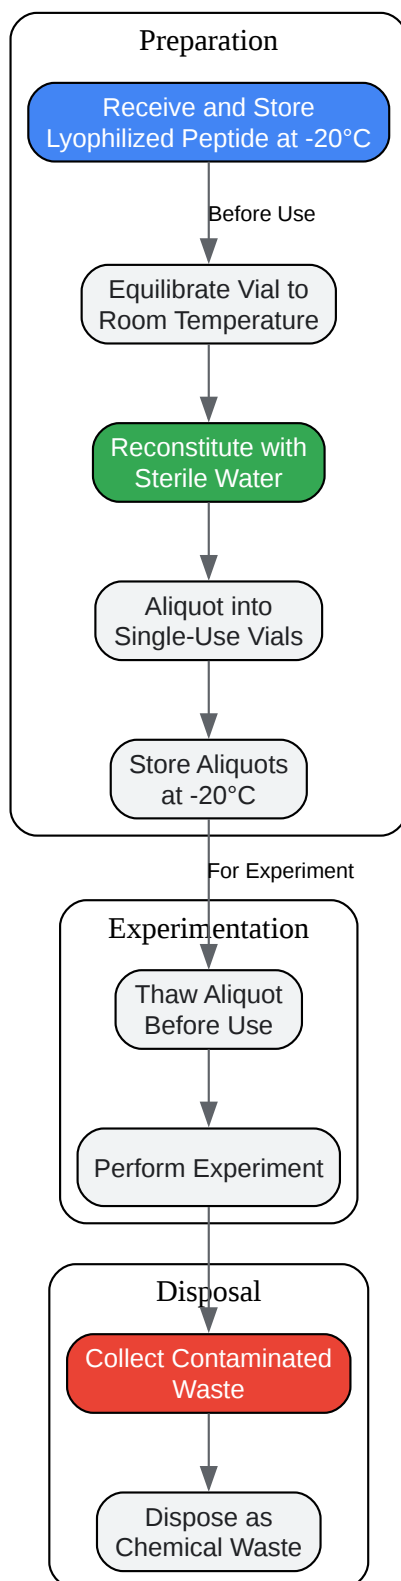 Preparation
Receive and Store
Lyophilized Peptide at -20°C
Before Use
Equilibrate Vial to
Room Temperature
Reconstitute with
Sterile Water
Aliquot into
Single-Use Vials
Store Aliquots
at -20°C
For Experiment
Experimentation
Thaw Aliquot
Before Use
Perform Experiment
Disposal
Collect Contaminated
Waste
Dispose as
Chemical Waste